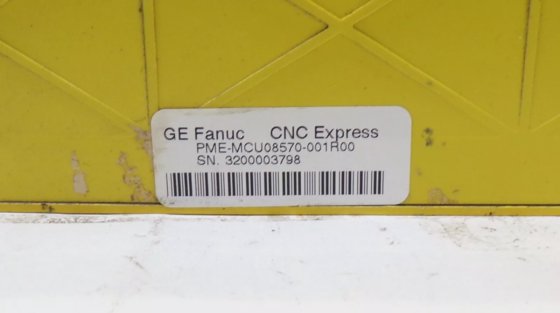 GE Fanuc CNC Express
PME-MCU08570-001R00
SN. 3200003798